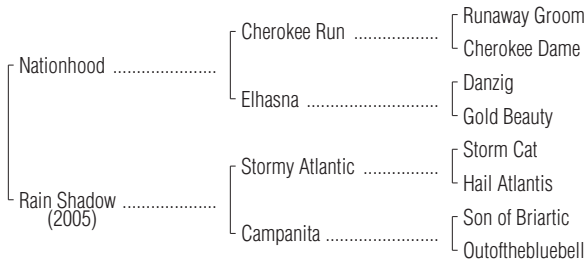 Runaway Groom
Cherokee Run ..................
Cherokee Dame
Nationhood ......................
Danzig
Elhasna ............................
Gold Beauty
Storm Cat
Stormy Atlantic ................
Hail Atlantis
Rain Shadow ....................
(2005)
Son of Briartic
Campanita ........................
Outofthebluebell